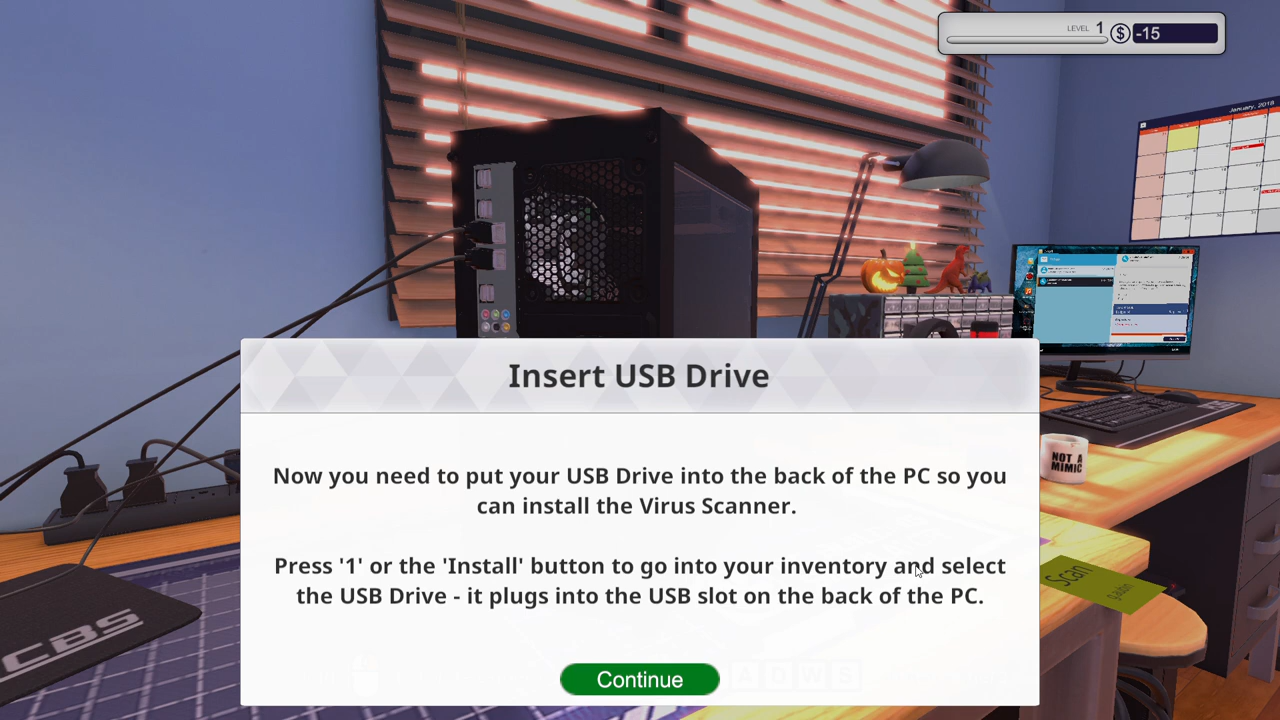 LEVEL 1 $ -15
January, 2018
Insert USB Drive
Now you need to put your USB Drive into the back of the PC so you
can install the Virus Scanner.
Press '1' or the 'Install' button to go into your inventory and select
the USB Drive - it plugs into the USB slot on the back of the PC.
Continue
A D W S
NOT A
MIMIC
Scan
CBS